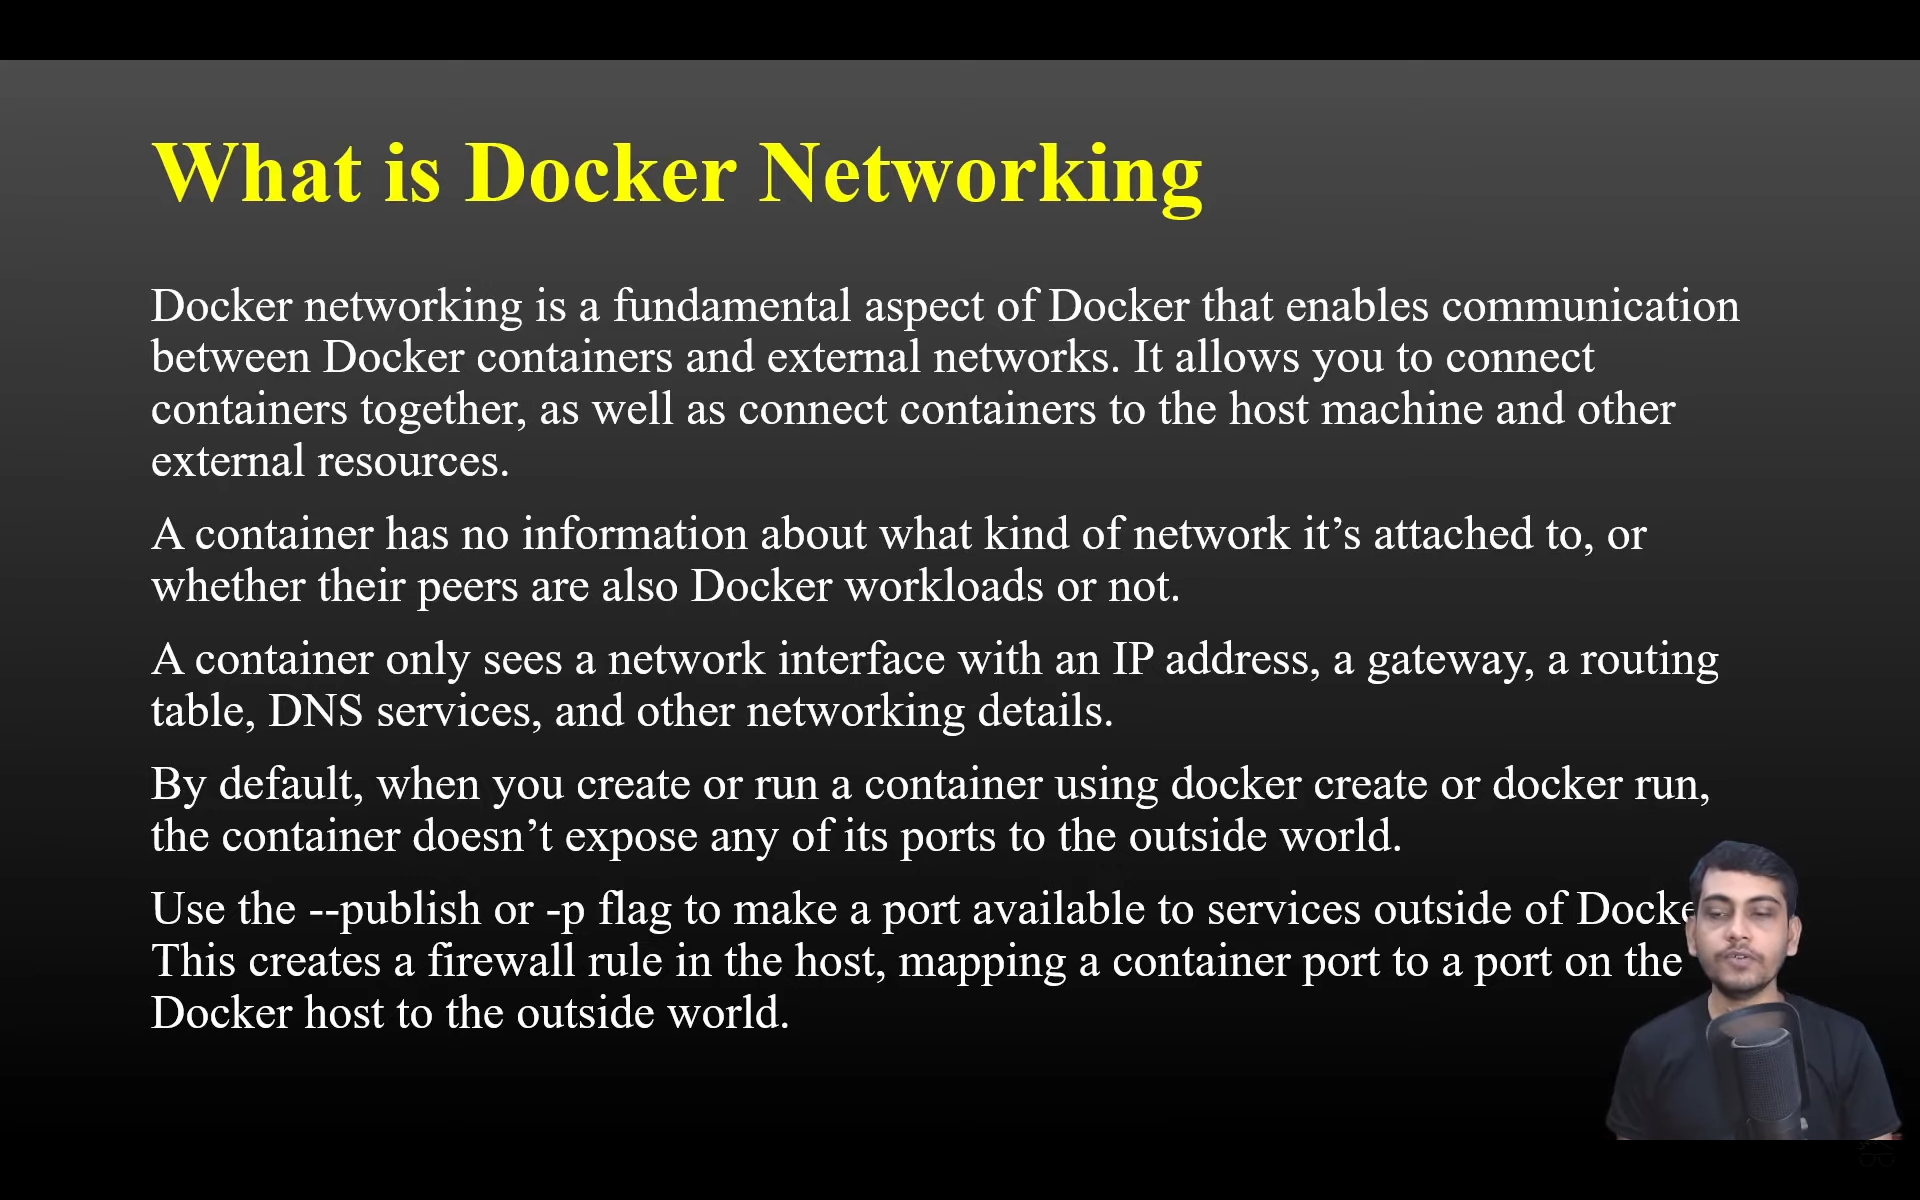 What is Docker Networking
Docker networking is a fundamental aspect of Docker that enables communication
between Docker containers and external networks. It allows you to connect
containers together, as well as connect containers to the host machine and other
external resources.
A container has no information about what kind of network it’s attached to, or
whether their peers are also Docker workloads or not.
A container only sees a network interface with an IP address, a gateway, a routing
table, DNS services, and other networking details.
By default, when you create or run a container using docker create or docker run,
the container doesn’t expose any of its ports to the outside world.
Use the --publish or -p flag to make a port available to services outside of
This creates a firewall rule in the host, mapping a container port to a port on the
Docker host to the outside world.